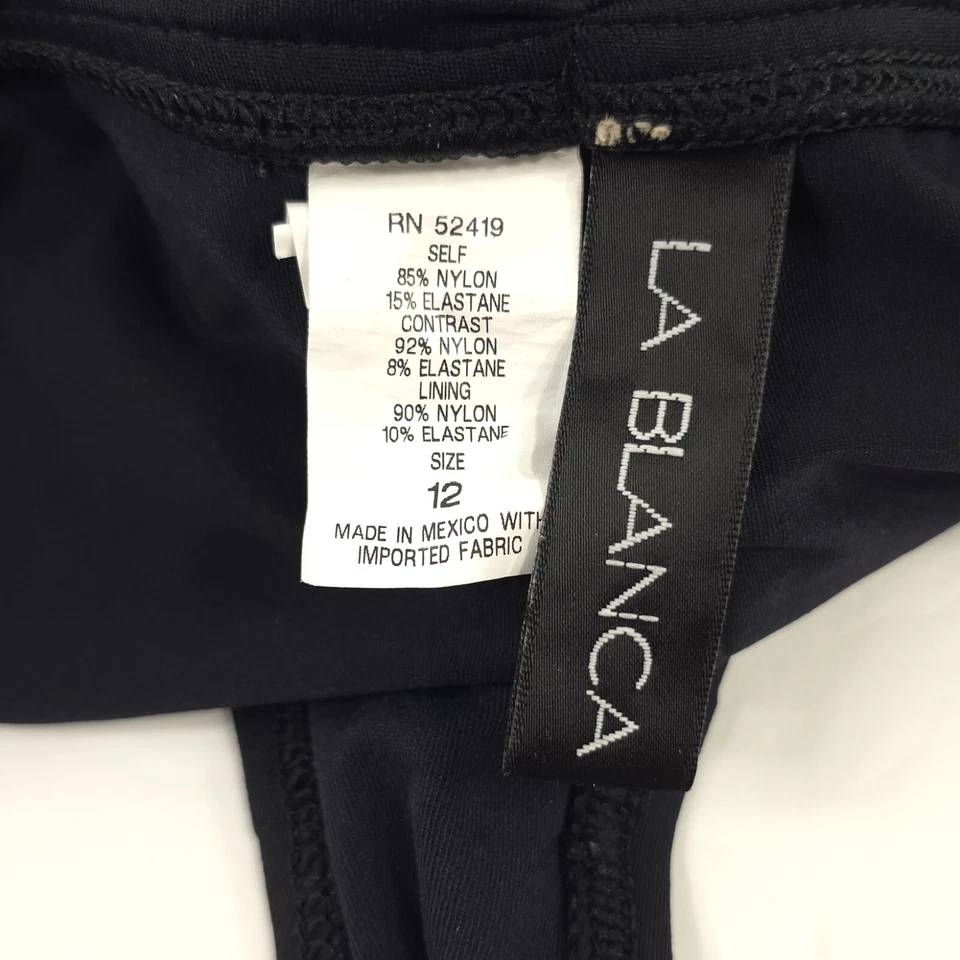 RN 52419
SELF
85% NYLON
15% ELASTANE
CONTRAST
92% NYLON
8% ELASTANE
LINING
90% NYLON
10% ELASTANE
SIZE
12
MADE IN MEXICO WITH
IMPORTED FABRIC
LA BLANCA